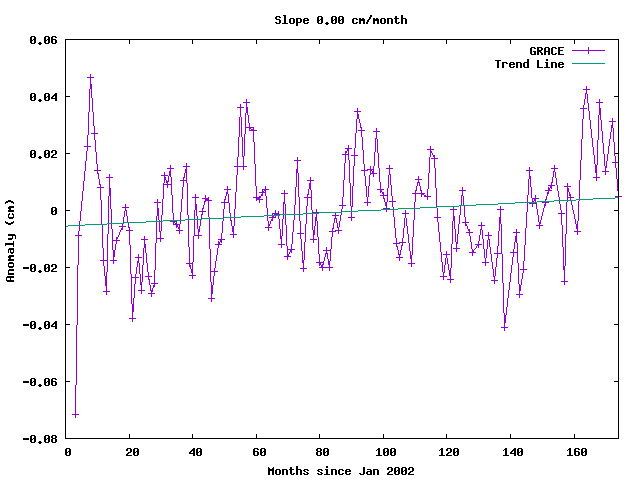 Slope 0.00 cm/month
GRACE
Trend Line
0.06
0.04
0.02
0
-0.02
-0.04
-0.06
-0.08
Anomaly (cm)
0 20 40 60 80 100 120 140 160
Months since Jan 2002